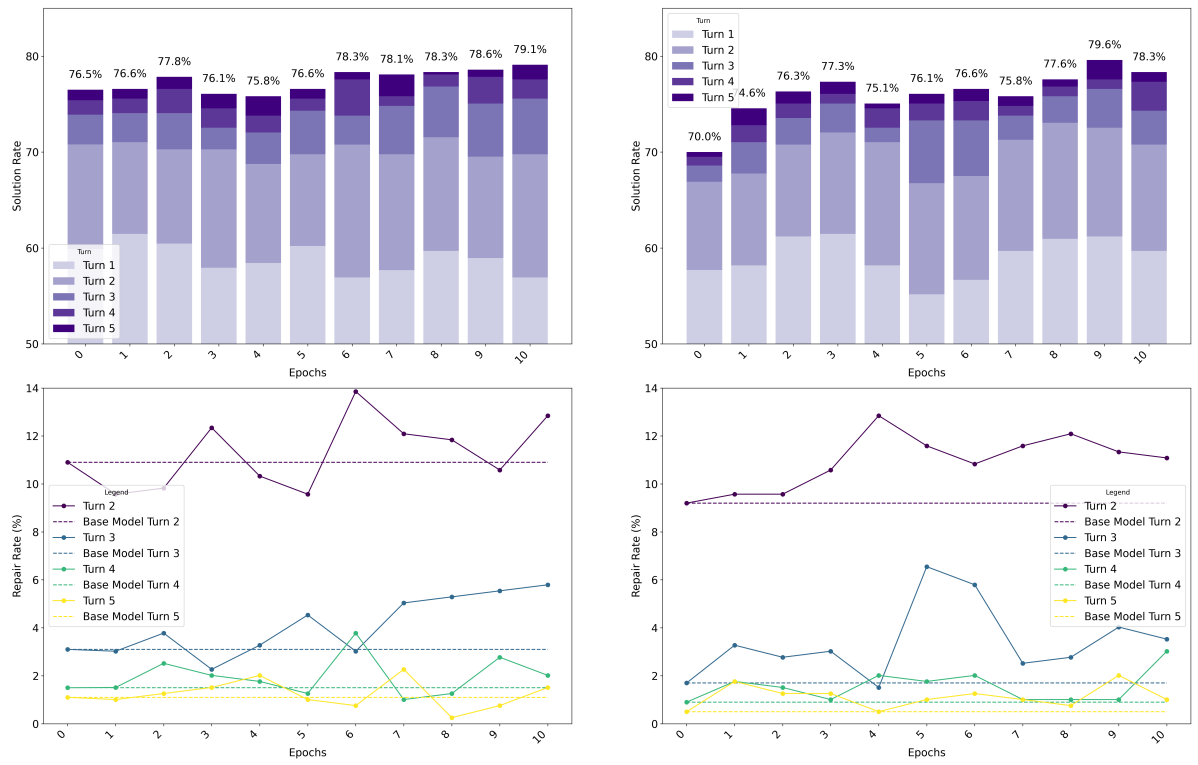 80
70
60
50
Solution Rate
76.5%
76.6%
77.8%
76.1%
75.8%
76.6%
78.3%
78.1%
78.3%
78.6%
79.1%
Turn
Turn 1
Turn 2
Turn 3
Turn 4
Turn 5
0
1
2
3
4
5
6
7
8
9
10
Epochs
80
70
60
50
Solution Rate
Turn
Turn 1
Turn 2
Turn 3
Turn 4
Turn 5
70.0%
74.6%
76.3%
77.3%
75.1%
76.1%
76.6%
75.8%
77.6%
79.6%
78.3%
0
1
2
3
4
5
6
7
8
9
10
Epochs
14
12
10
8
6
4
2
0
Repair Rate (%)
Legend
Turn 2
Base Model Turn 2
Turn 3
Base Model Turn 3
Turn 4
Base Model Turn 4
Turn 5
Base Model Turn 5
0
1
2
3
4
5
6
7
8
9
10
Epochs
14
12
10
8
6
4
2
0
Repair Rate (%)
Legend
Turn 2
Base Model Turn 2
Turn 3
Base Model Turn 3
Turn 4
Base Model Turn 4
Turn 5
Base Model Turn 5
0
1
2
3
4
5
6
7
8
9
10
Epochs